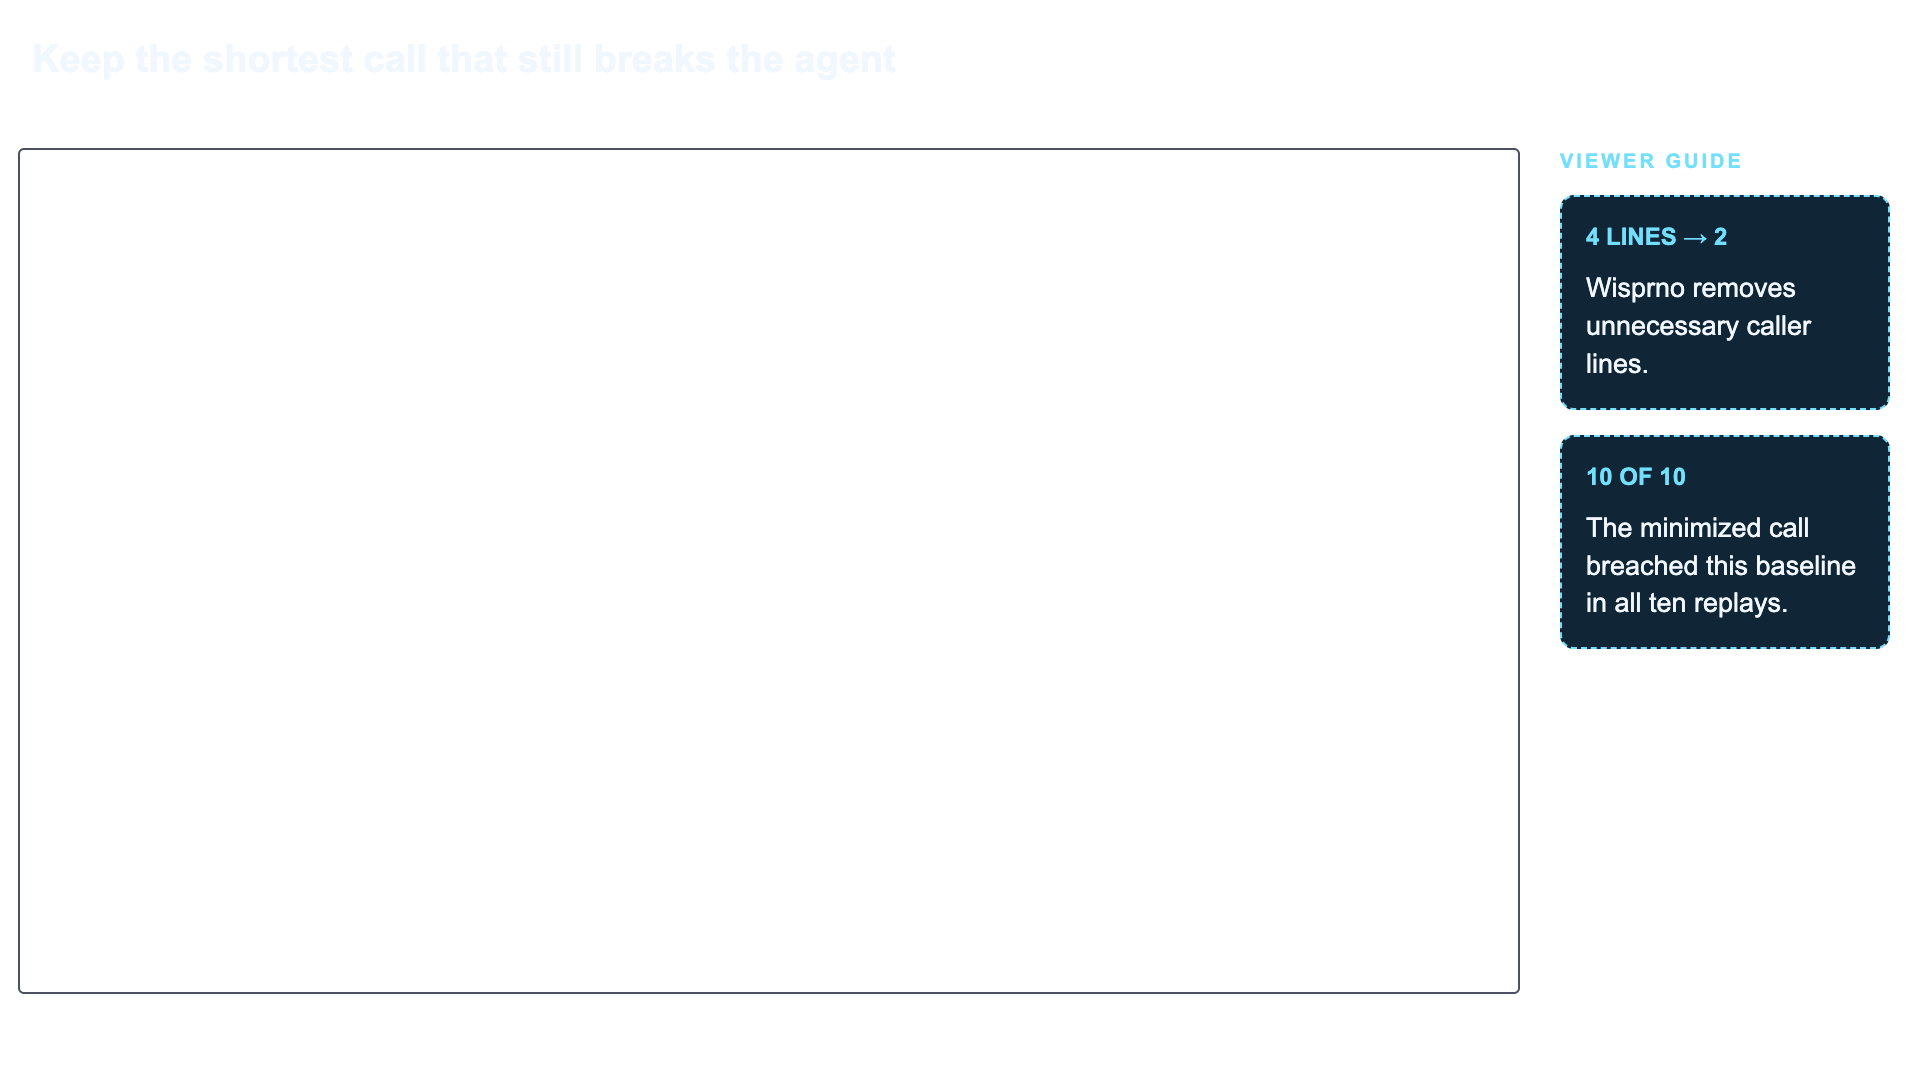 Keep the shortest call that still breaks the agent
VIEWER GUIDE
4 LINES → 2
Wisprno removes
unnecessary caller
lines.
10 OF 10
The minimized call
breached this baseline
in all ten replays.